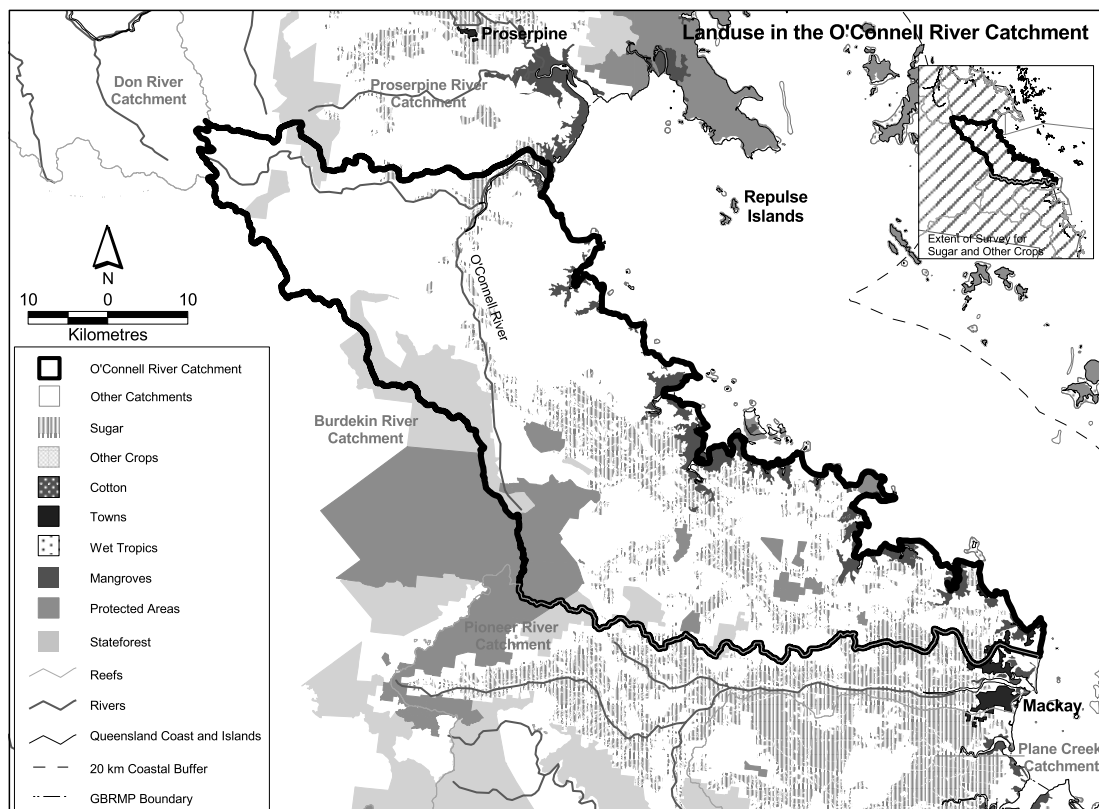 Landuse in the O'Connell River Catchment
Proserpine
Don River
Catchment
Proserpine River
Catchment
Repulse
Islands
Extent of Survey for
Sugar and Other Crops
N
10 0 10
Kilometres
O'Connell River
Burdekin River
Catchment
Pioneer River
Catchment
Mackay
Plane Creek
Catchment
O'Connell River Catchment
Other Catchments
Sugar
Other Crops
Cotton
Towns
Wet Tropics
Mangroves
Protected Areas
Stateforest
Reefs
Rivers
Queensland Coast and Islands
20 km Coastal Buffer
GBRMP Boundary